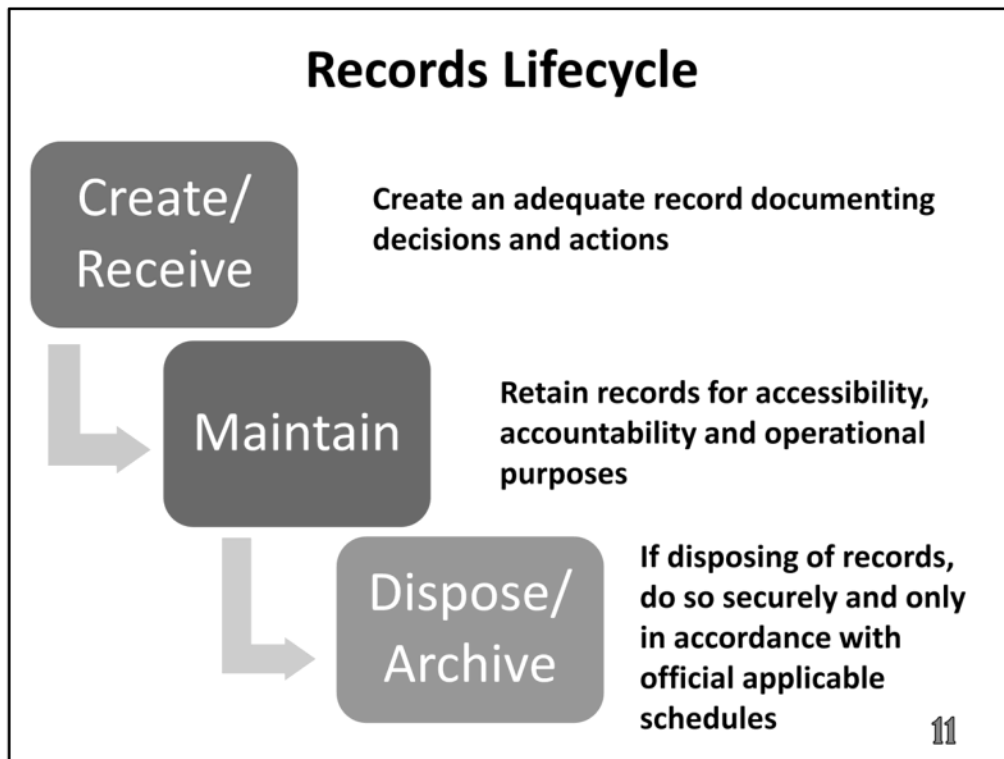 Records Lifecycle
Create/
Receive
Create an adequate record documenting
decisions and actions
Maintain
Retain records for accessibility,
accountability and operational
purposes
Dispose/
Archive
If disposing of records,
do so securely and only
in accordance with
official applicable
schedules
11